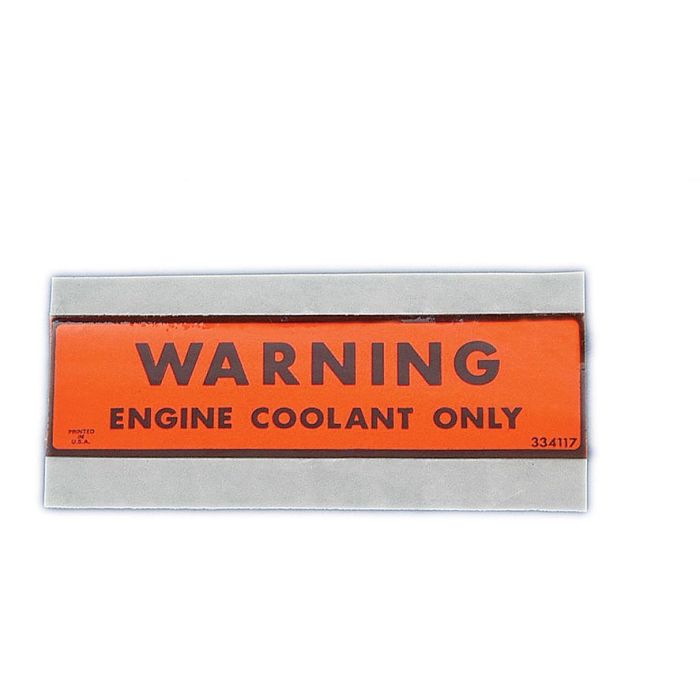 WARNING
ENGINE COOLANT ONLY
PRINTED
IN
U.S.A.
334117